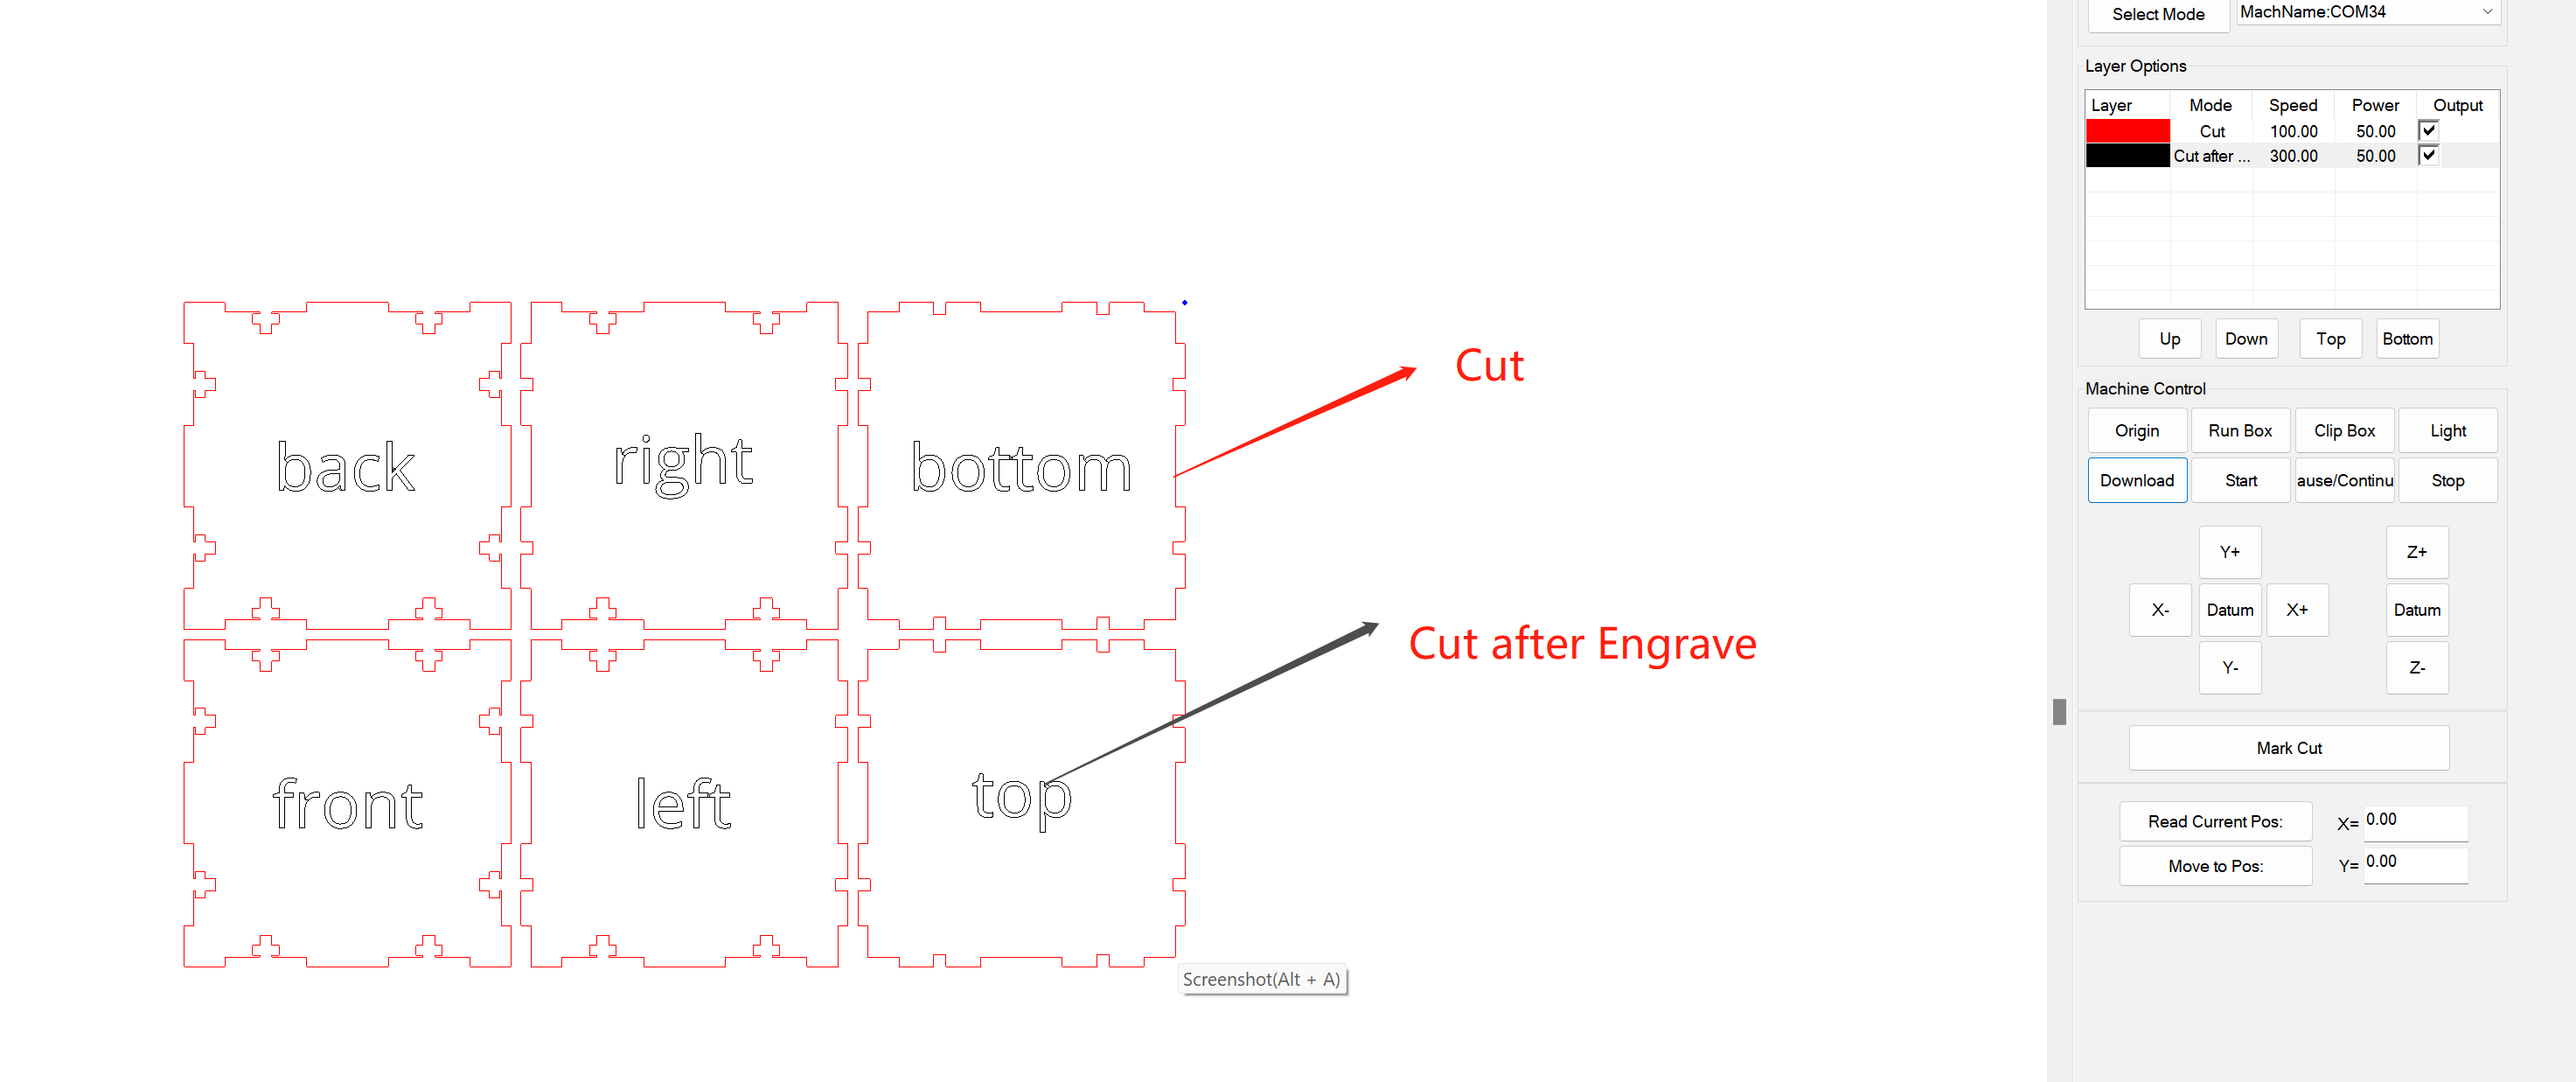 Select Mode
MachName:COM34
Layer Options
Layer Mode Speed Power Output
Cut 100.00 50.00
Cut after ... 300.00 50.00
Up Down Top Bottom
Machine Control
Origin Run Box Clip Box Light
Download Start ause/Continu Stop
Y+ Z+
X- Datum X+ Datum
Y- Z-
Mark Cut
Read Current Pos: X= 0.00
Move to Pos: Y= 0.00
Cut
back right bottom
Cut after Engrave
front left top
Screenshot(Alt + A)